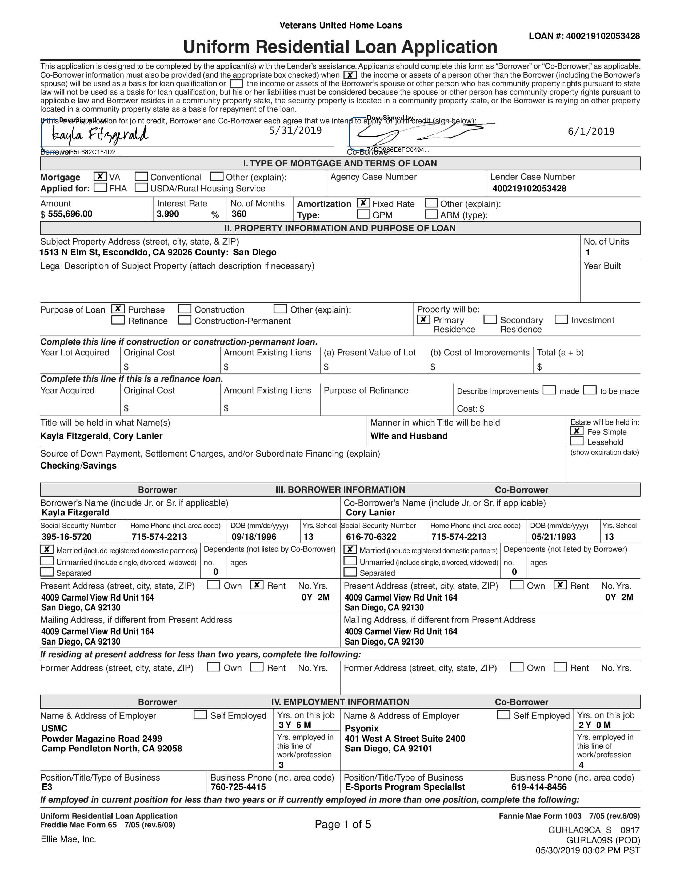 Veterans United Home Loans
LOAN #: 400219102053428
Uniform Residential Loan Application
This application is designed to be completed by the applicant(s) with the Lender's assistance. Applicants should complete this form as "Borrower" or "Co-Borrower," as applicable.
Co-Borrower information must also be provided (and the appropriate box checked) when X the income or assets of a person other than the Borrower (including the Borrower's
spouse) will be used as a basis for loan qualification or the income or assets of the Borrower's spouse or other person who has community property rights pursuant to state
law will not be used as a basis for loan qualification, but his or her liabilities must be considered because the spouse or other person has community property rights pursuant to
applicable law and Borrower resides in a community property state, the security property is located in a community property state, or the Borrower is relying on other property
located in a community property state as a basis for repayment of the loan.
If this is an application for joint credit, Borrower and Co-Borrower each agree that we intend to apply for joint credit (sign below):
Kayla Fitzgerald 5/31/2019 6/1/2019
Borrower Co-Borrower
I. TYPE OF MORTGAGE AND TERMS OF LOAN
Mortgage X VA Conventional Other (explain): Agency Case Number Lender Case Number
Applied for: FHA USDA/Rural Housing Service 400219102053428
Amount Interest Rate No. of Months Amortization X Fixed Rate Other (explain):
$ 555,696.00 3.990 % 360 Type: GPM ARM (type):
II. PROPERTY INFORMATION AND PURPOSE OF LOAN
Subject Property Address (street, city, state, & ZIP) No. of Units
1513 N Elm St, Escondido, CA 92026 County: San Diego 1
Legal Description of Subject Property (attach description if necessary) Year Built
Purpose of Loan X Purchase Construction Other (explain): Property will be:
Refinance Construction-Permanent X Primary Residence Secondary Residence Investment
Complete this line if construction or construction-permanent loan.
Year Lot Acquired Original Cost Amount Existing Liens (a) Present Value of Lot (b) Cost of Improvements Total (a + b)
$ $ $ $ $
Complete this line if this is a refinance loan.
Year Acquired Original Cost Amount Existing Liens Purpose of Refinance Describe Improvements made to be made
$ $ Cost: $
Title will be held in what Name(s) Manner in which Title will be held Estate will be held in:
Kayla Fitzgerald, Cory Lanier Wife and Husband X Fee Simple
Leasehold
Source of Down Payment, Settlement Charges, and/or Subordinate Financing (explain) (show expiration date)
Checking/Savings
Borrower III. BORROWER INFORMATION Co-Borrower
Borrower's Name (include Jr. or Sr. if applicable) Co-Borrower's Name (include Jr. or Sr. if applicable)
Kayla Fitzgerald Cory Lanier
Social Security Number Home Phone (incl. area code) DOB (mm/dd/yyyy) Yrs. School Social Security Number Home Phone (incl. area code) DOB (mm/dd/yyyy) Yrs. School
395-16-5720 715-574-2213 09/18/1996 13 616-70-6322 715-574-2213 05/21/1993 13
X Married (include registered domestic partners) Dependents (not listed by Co-Borrower) X Married (include registered domestic partners) Dependents (not listed by Borrower)
Unmarried (include single, divorced, widowed) no. ages Unmarried (include single, divorced, widowed) no. ages
Separated 0 Separated 0
Present Address (street, city, state, ZIP) Own X Rent No. Yrs. Present Address (street, city, state, ZIP) Own X Rent No. Yrs.
4009 Carmel View Rd Unit 164 0Y 2M 4009 Carmel View Rd Unit 164 0Y 2M
San Diego, CA 92130 San Diego, CA 92130
Mailing Address, if different from Present Address Mailing Address, if different from Present Address
4009 Carmel View Rd Unit 164 4009 Carmel View Rd Unit 164
San Diego, CA 92130 San Diego, CA 92130
If residing at present address for less than two years, complete the following:
Former Address (street, city, state, ZIP) Own Rent No. Yrs. Former Address (street, city, state, ZIP) Own Rent No. Yrs.
Borrower IV. EMPLOYMENT INFORMATION Co-Borrower
Name & Address of Employer Self Employed Yrs. on this job Name & Address of Employer Self Employed Yrs. on this job
USMC 3 Y 6 M Psyonix 2 Y 0 M
Powder Magazine Road 2499 Yrs. employed in this line of work/profession 401 West A Street Suite 2400 Yrs. employed in this line of work/profession
Camp Pendleton North, CA 92058 San Diego, CA 92101
3 4
Position/Title/Type of Business Business Phone (incl. area code) Position/Title/Type of Business Business Phone (incl. area code)
E3 760-725-4415 E-Sports Program Specialist 619-414-8456
If employed in current position for less than two years or if currently employed in more than one position, complete the following:
Uniform Residential Loan Application Fannie Mae Form 1003 7/05 (rev.6/09)
Freddie Mac Form 65 7/05 (rev.6/09) Page 1 of 5
Ellie Mae, Inc. GURLA09CA_S 0917
GURLA09S (POD)
05/30/2019 03:02 PM PST